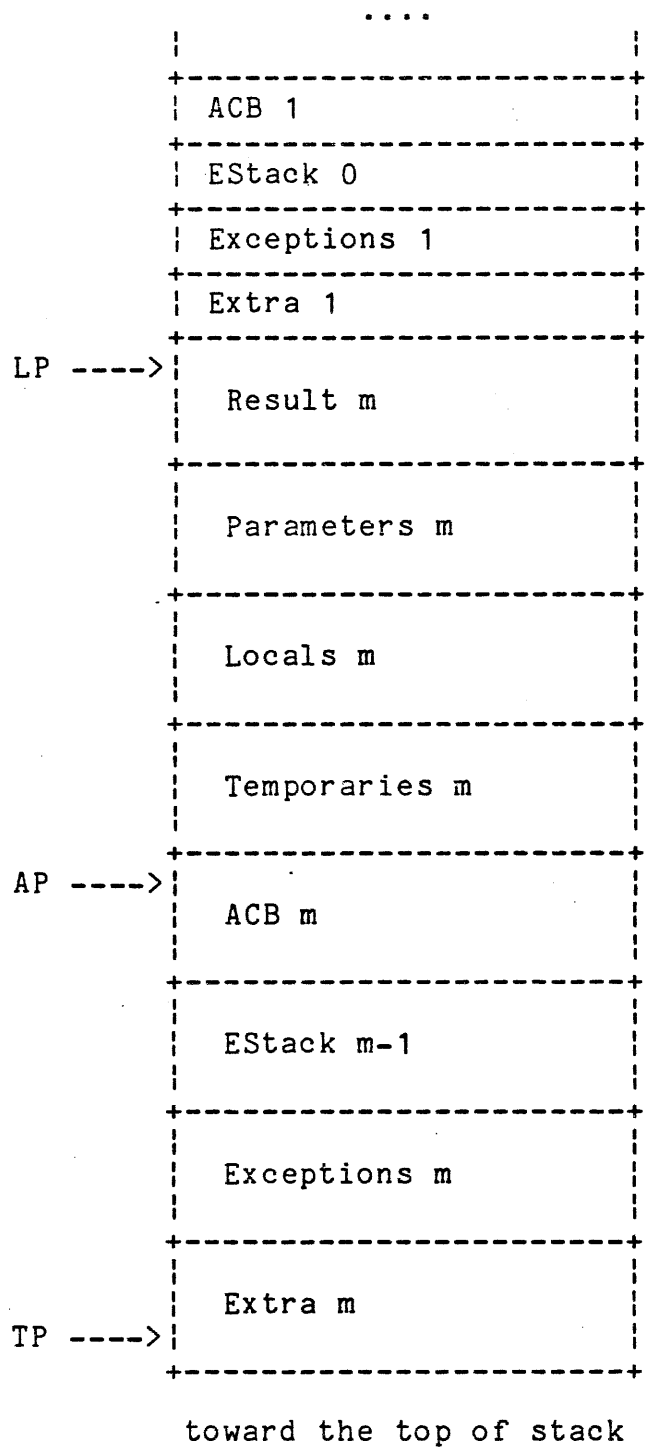 ....
ACB 1
EStack 0
Exceptions 1
Extra 1
LP ---->
Result m
Parameters m
Locals m
Temporaries m
AP ---->
ACB m
EStack m-1
Exceptions m
Extra m
TP ---->
toward the top of stack